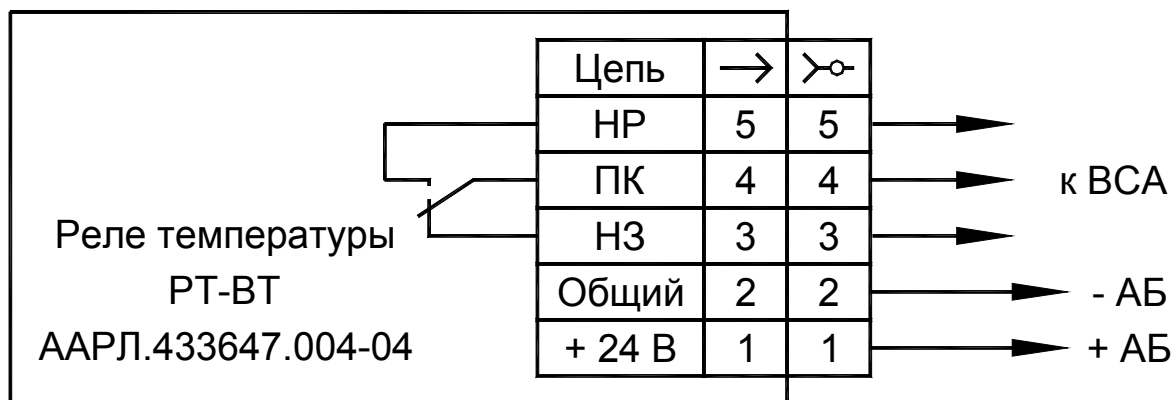 Цепь
НР 5 5
ПК 4 4 к ВСА
НЗ 3 3
Общий 2 2 - АБ
+ 24 В 1 1 + АБ
Реле температуры
РТ-ВТ
ААРЛ.433647.004-04